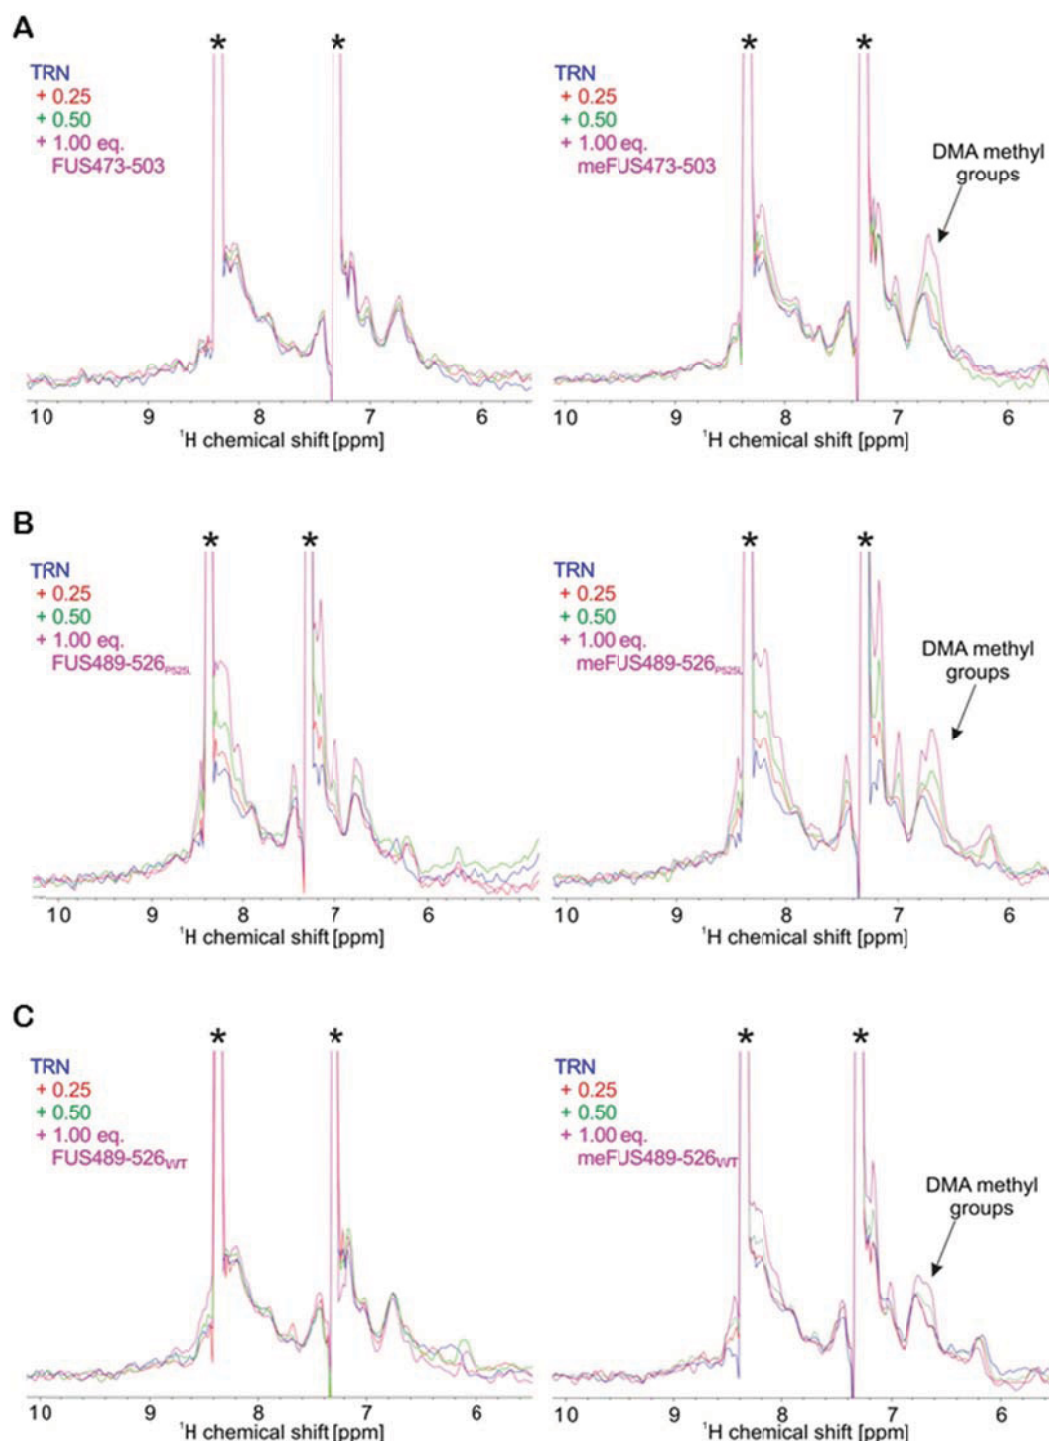 A
*
*
TRN
+ 0.25
+ 0.50
+ 1.00 eq.
FUS473-503
10 9 8 7 6
¹H chemical shift [ppm]
*
*
TRN
+ 0.25
+ 0.50
+ 1.00 eq.
meFUS473-503
DMA methyl
groups
10 9 8 7 6
¹H chemical shift [ppm]
B
*
*
TRN
+ 0.25
+ 0.50
+ 1.00 eq.
FUS489-526P525L
10 9 8 7 6
¹H chemical shift [ppm]
*
*
TRN
+ 0.25
+ 0.50
+ 1.00 eq.
meFUS489-526P525L
DMA methyl
groups
10 9 8 7 6
¹H chemical shift [ppm]
C
*
*
TRN
+ 0.25
+ 0.50
+ 1.00 eq.
FUS489-526WT
10 9 8 7 6
¹H chemical shift [ppm]
*
*
TRN
+ 0.25
+ 0.50
+ 1.00 eq.
meFUS489-526WT
DMA methyl
groups
10 9 8 7 6
¹H chemical shift [ppm]